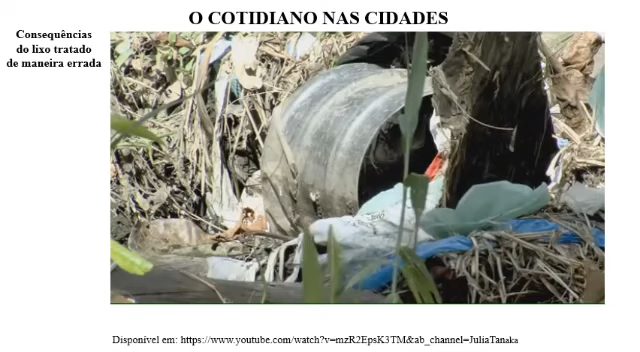 O COTIDIANO NAS CIDADES
Consequências
do lixo tratado
de maneira errada
Disponível em: https://www.youtube.com/watch?v=mzR2EpsK3TM&ab_channel=JuliaTanaka